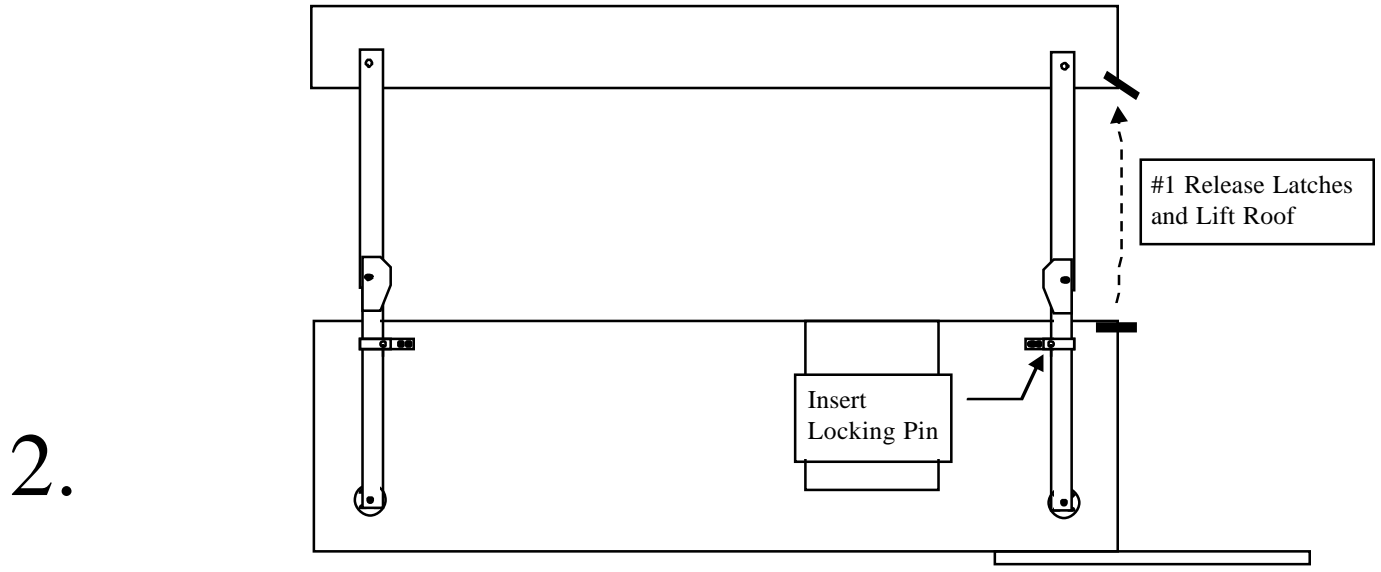 #1 Release Latches
and Lift Roof
Insert
Locking Pin
2.